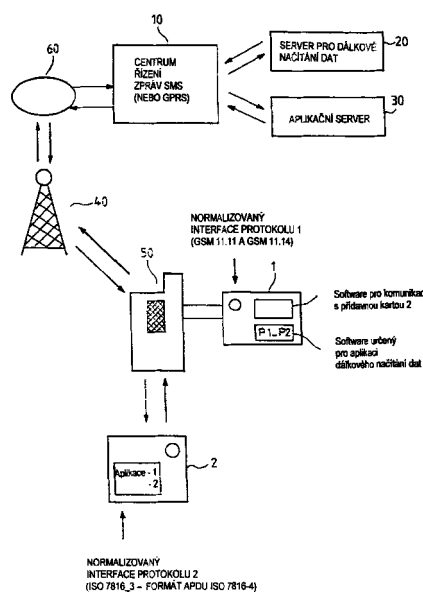 10
60
CENTRUM
ŘÍZENÍ
ZPRÁV SMS
(NEBO GPRS)
20
SERVER PRO DÁLKOVÉ
NAČÍTÁNÍ DAT
30
APLIKAČNÍ SERVER
40
NORMALIZOVANÝ
INTERFACE PROTOKOLU 1
(GSM 11.11 A GSM 11.14)
50
1
Software pro komunikac
s přídavnou kartou 2
P1_P2
Software určený
pro aplikaci
dálkového načítání dat
2
Aplikace - 1
- 2
NORMALIZOVANÝ
INTERFACE PROTOKOLU 2
(ISO 7816_3 – FORMÁT APDU ISO 7816-4)